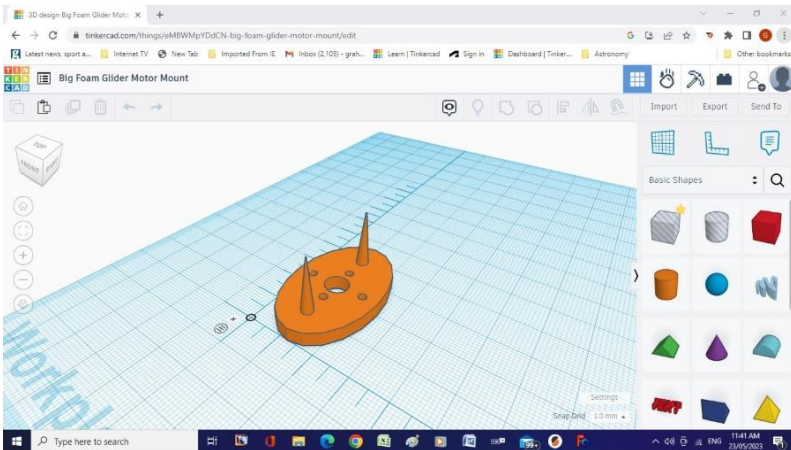 3D design Big Foam Glider Moto
tinkercad.com/things/eM8WMpYDdCN-big-foam-glider-motor-mount/edit
Latest news, sport a... Internet TV New Tab Imported From IE Inbox (2,105) - grah... Learn | Tinkercad Sign in Dashboard | Tinker... Astronomy Other bookmarks
TIN
KER
CAD
Big Foam Glider Motor Mount
Import Export Send To
TOP
FRONT
Basic Shapes
Workpl
Settings
Snap Grid 1.0 mm
Type here to search
99+
ENG
11:41 AM
23/05/2023